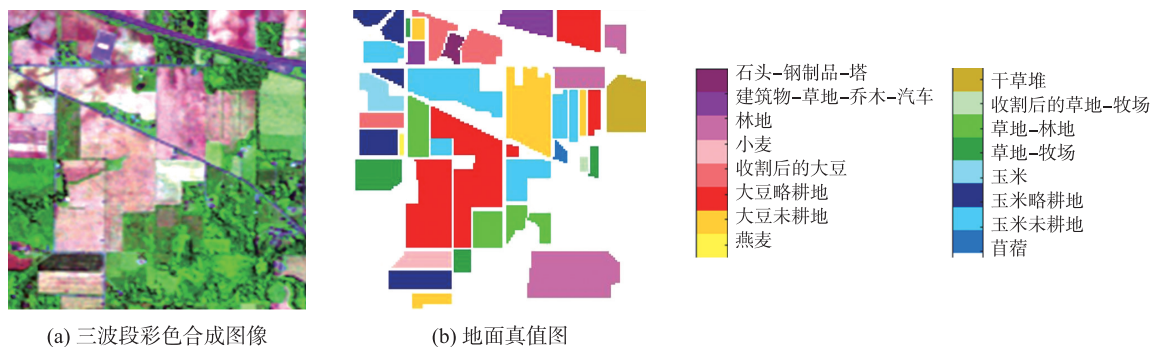 石头-钢制品-塔
建筑物-草地-乔木-汽车
林地
小麦
收割后的大豆
大豆略耕地
大豆未耕地
燕麦
干草堆
收割后的草地-牧场
草地-林地
草地-牧场
玉米
玉米略耕地
玉米未耕地
苜蓿
(a) 三波段彩色合成图像
(b) 地面真值图